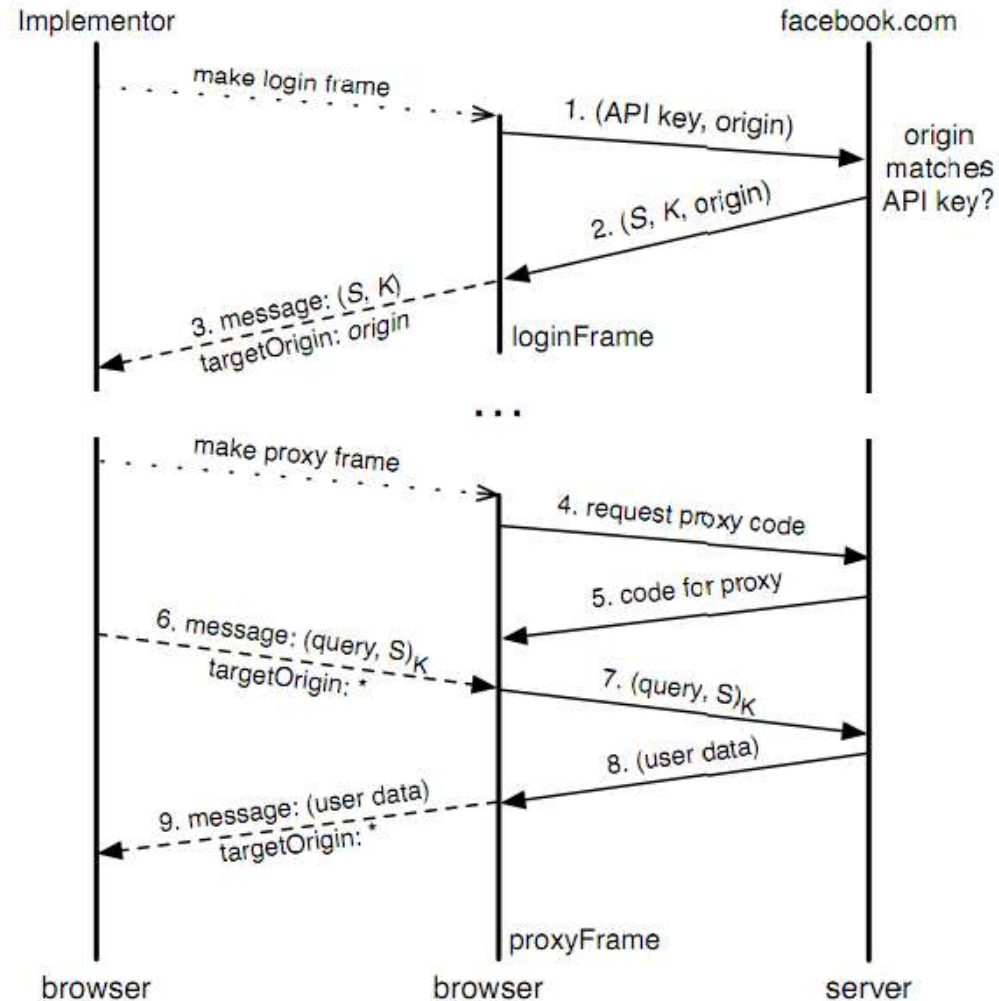 Implementor
facebook.com
make login frame
1. (API key, origin)
origin
matches
API key?
2. (S, K, origin)
3. message: (S, K)
targetOrigin: origin
loginFrame
...
make proxy frame
4. request proxy code
5. code for proxy
6. message: (query, S)K
targetOrigin: *
7. (query, S)K
8. (user data)
9. message: (user data)
targetOrigin: *
proxyFrame
browser
browser
server